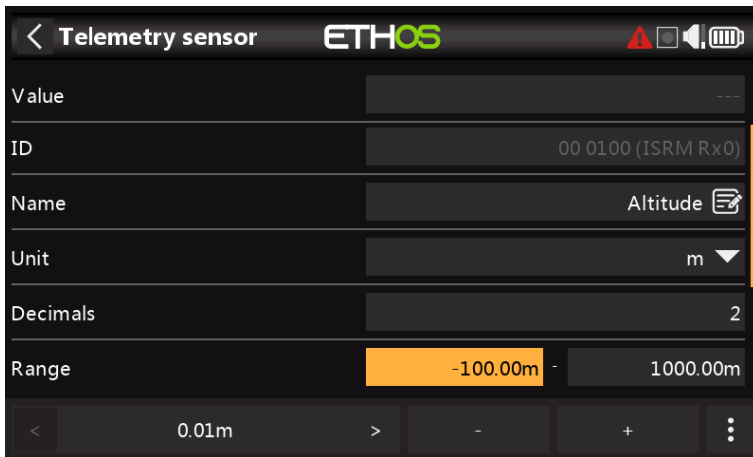 < Telemetry sensor ETHOS
Value ---
ID 00 0100 (ISRM Rx0)
Name Altitude
Unit m
Decimals 2
Range -100.00m - 1000.00m
< 0.01m > - +